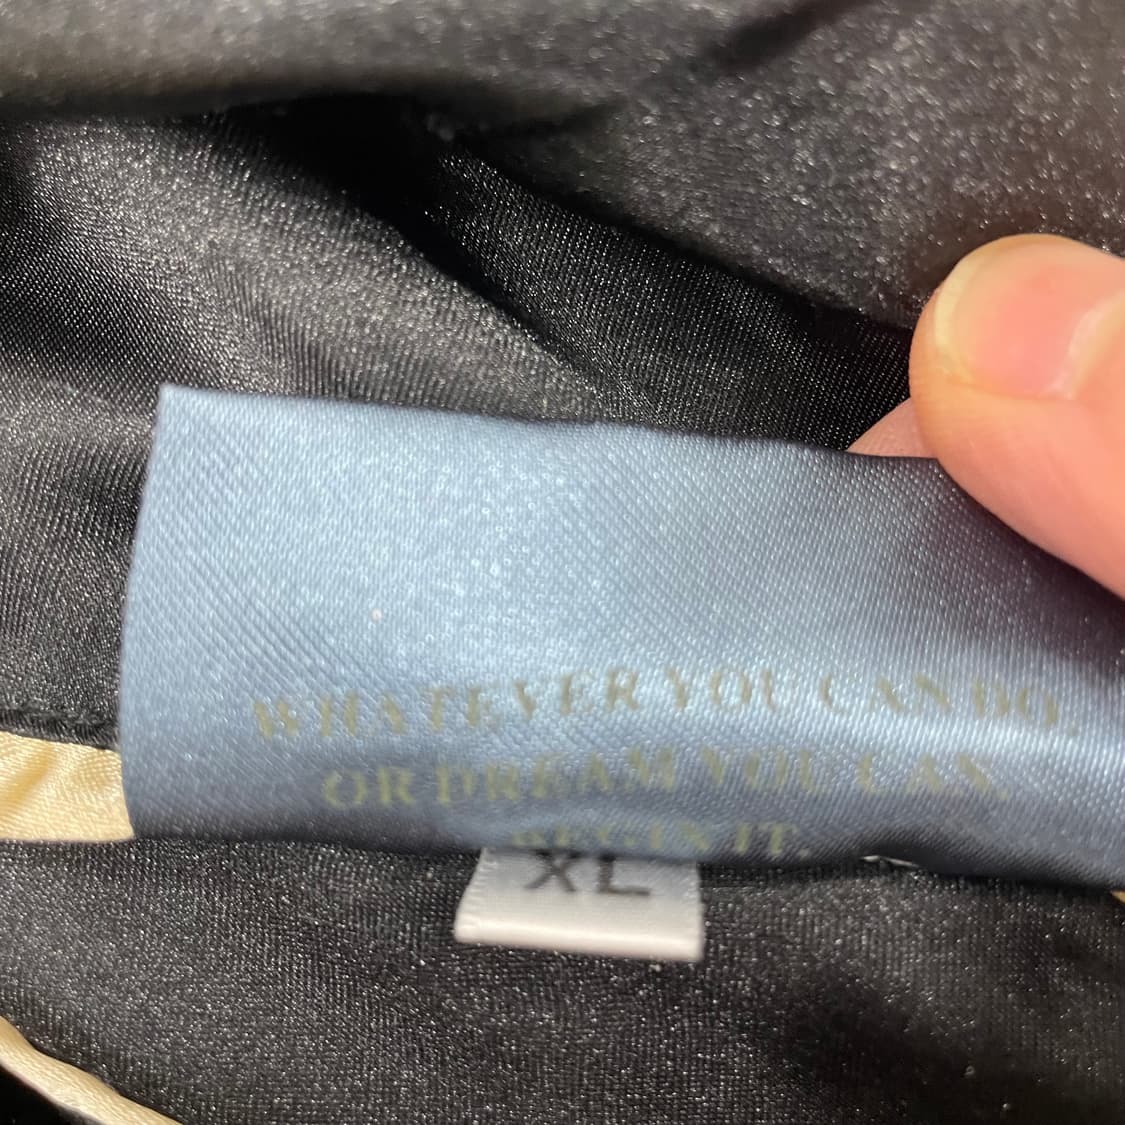 WHATEVER YOU CAN DO,
OR DREAM YOU CAN,
BEGIN IT.
XL